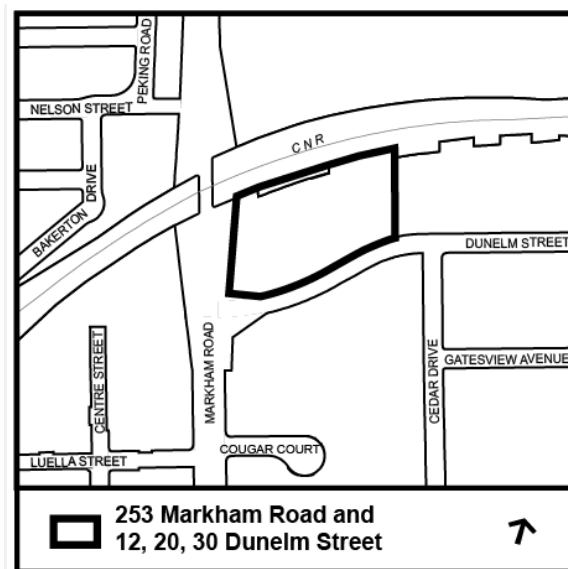 PEKING ROAD
NELSON STREET
CNR
BAKERTON DRIVE
DUNELM STREET
MARKHAM ROAD
CENTRE STREET
CEDAR DRIVE
GATESVIEW AVENUE
COUGAR COURT
LUELLA STREET
253 Markham Road and
12, 20, 30 Dunelm Street